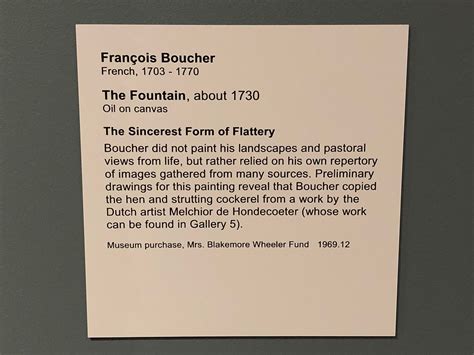 François Boucher
French, 1703 - 1770
The Fountain, about 1730
Oil on canvas
The Sincerest Form of Flattery
Boucher did not paint his landscapes and pastoral
views from life, but rather relied on his own repertory
of images gathered from many sources. Preliminary
drawings for this painting reveal that Boucher copied
the hen and strutting cockerel from a work by the
Dutch artist Melchior de Hondecoeter (whose work
can be found in Gallery 5).
Museum purchase, Mrs. Blakemore Wheeler Fund 1969.12